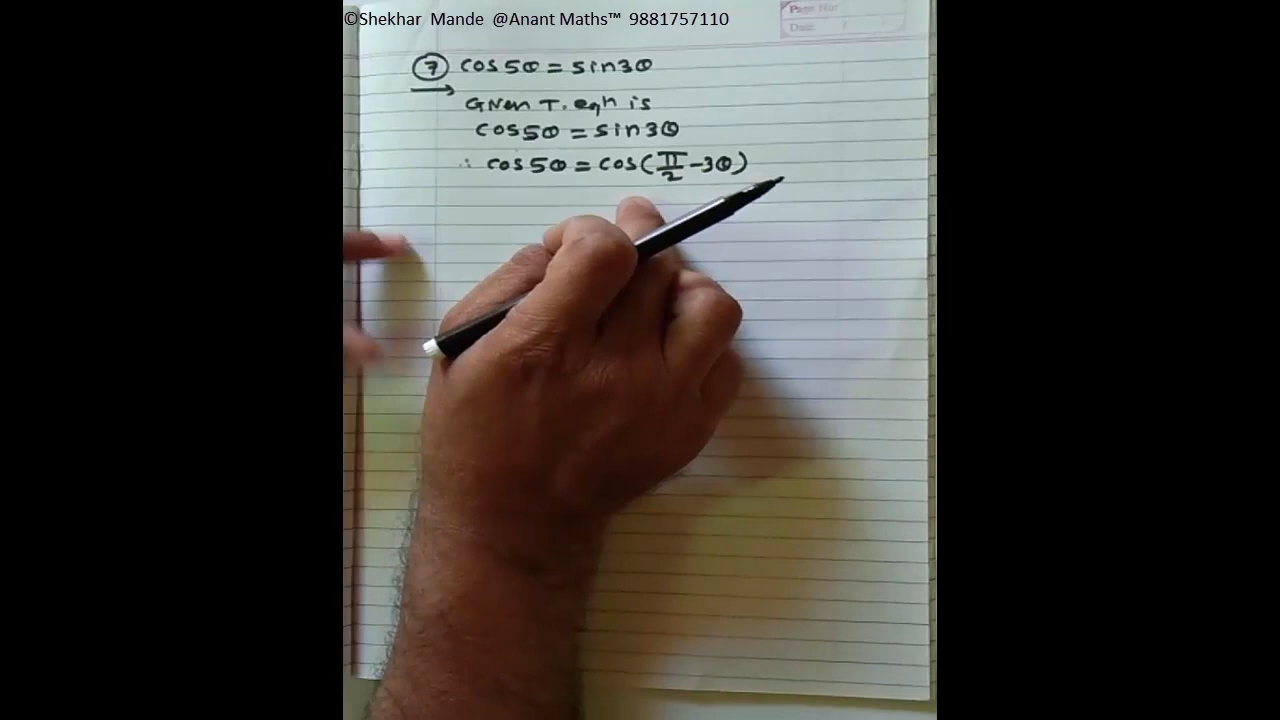 ©Shekhar Mande @Anant Maths™ 9881757110
Page No:
Date:
7 cos5θ = sin3θ
Given T. eqn is
cos5θ = sin3θ
∴ cos5θ = cos(π/2 -3θ)